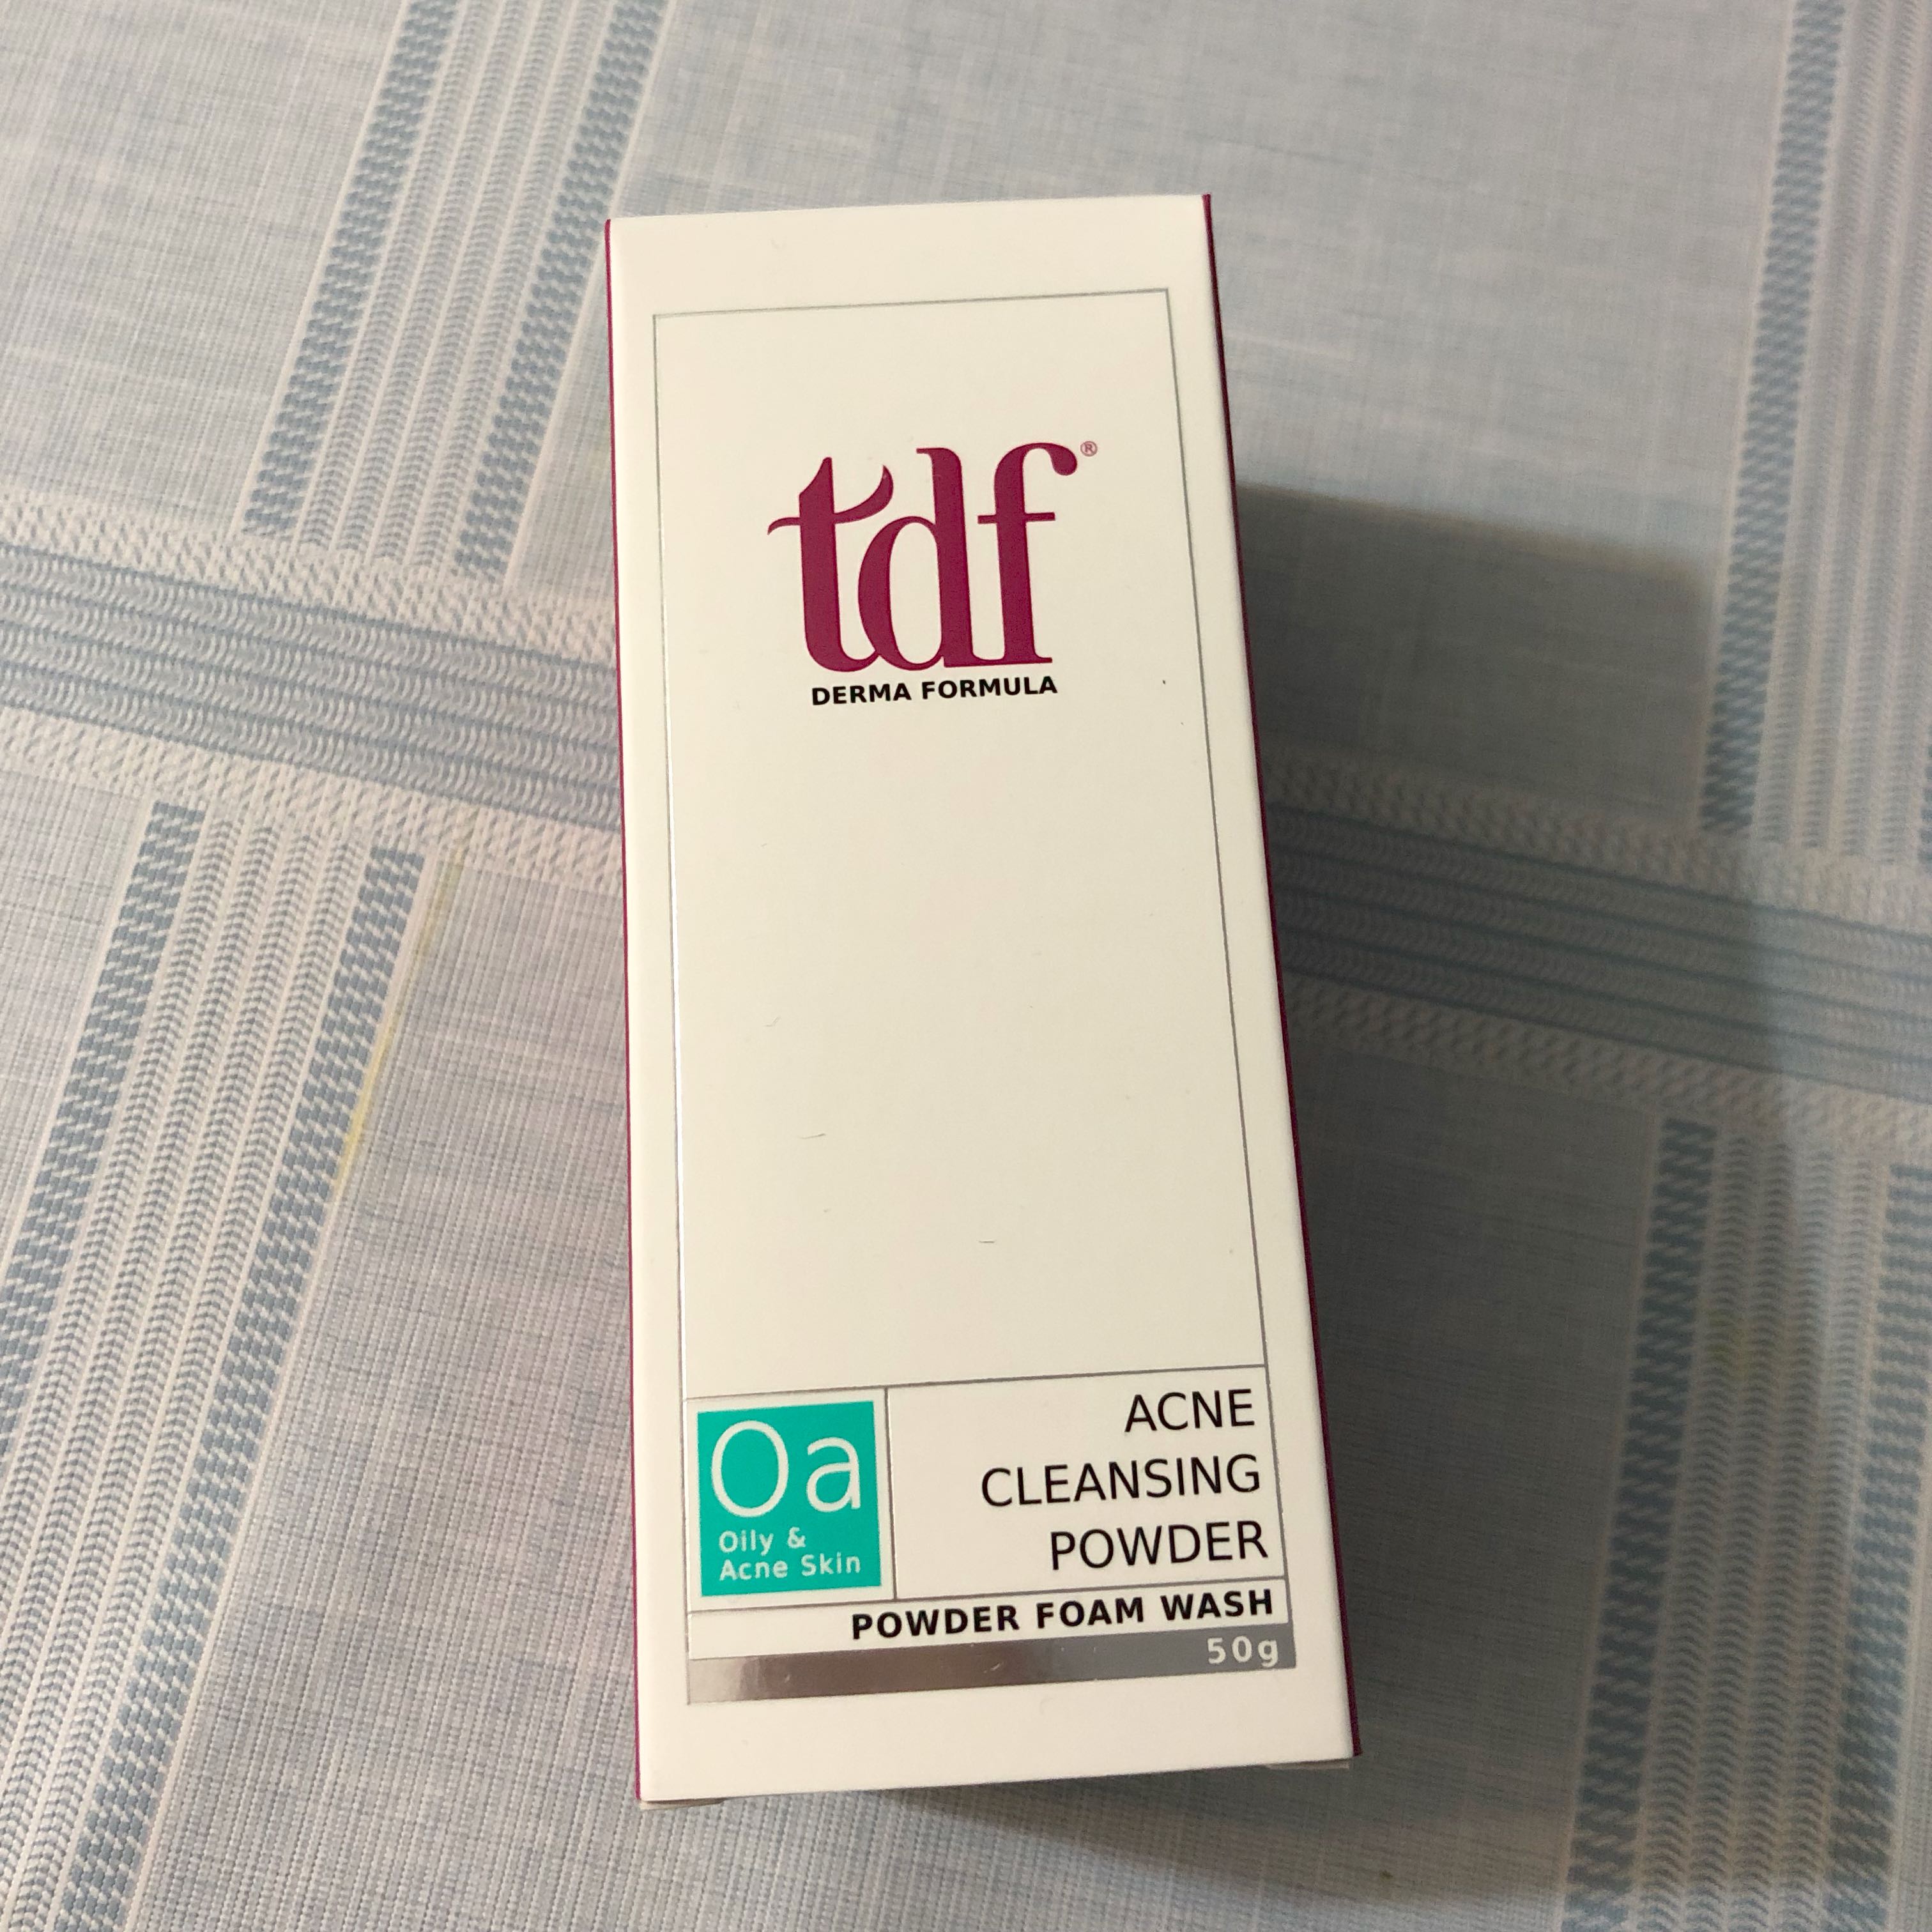 tdf®
DERMA FORMULA
Oa
Oily &
Acne Skin
ACNE
CLEANSING
POWDER
POWDER FOAM WASH
50g